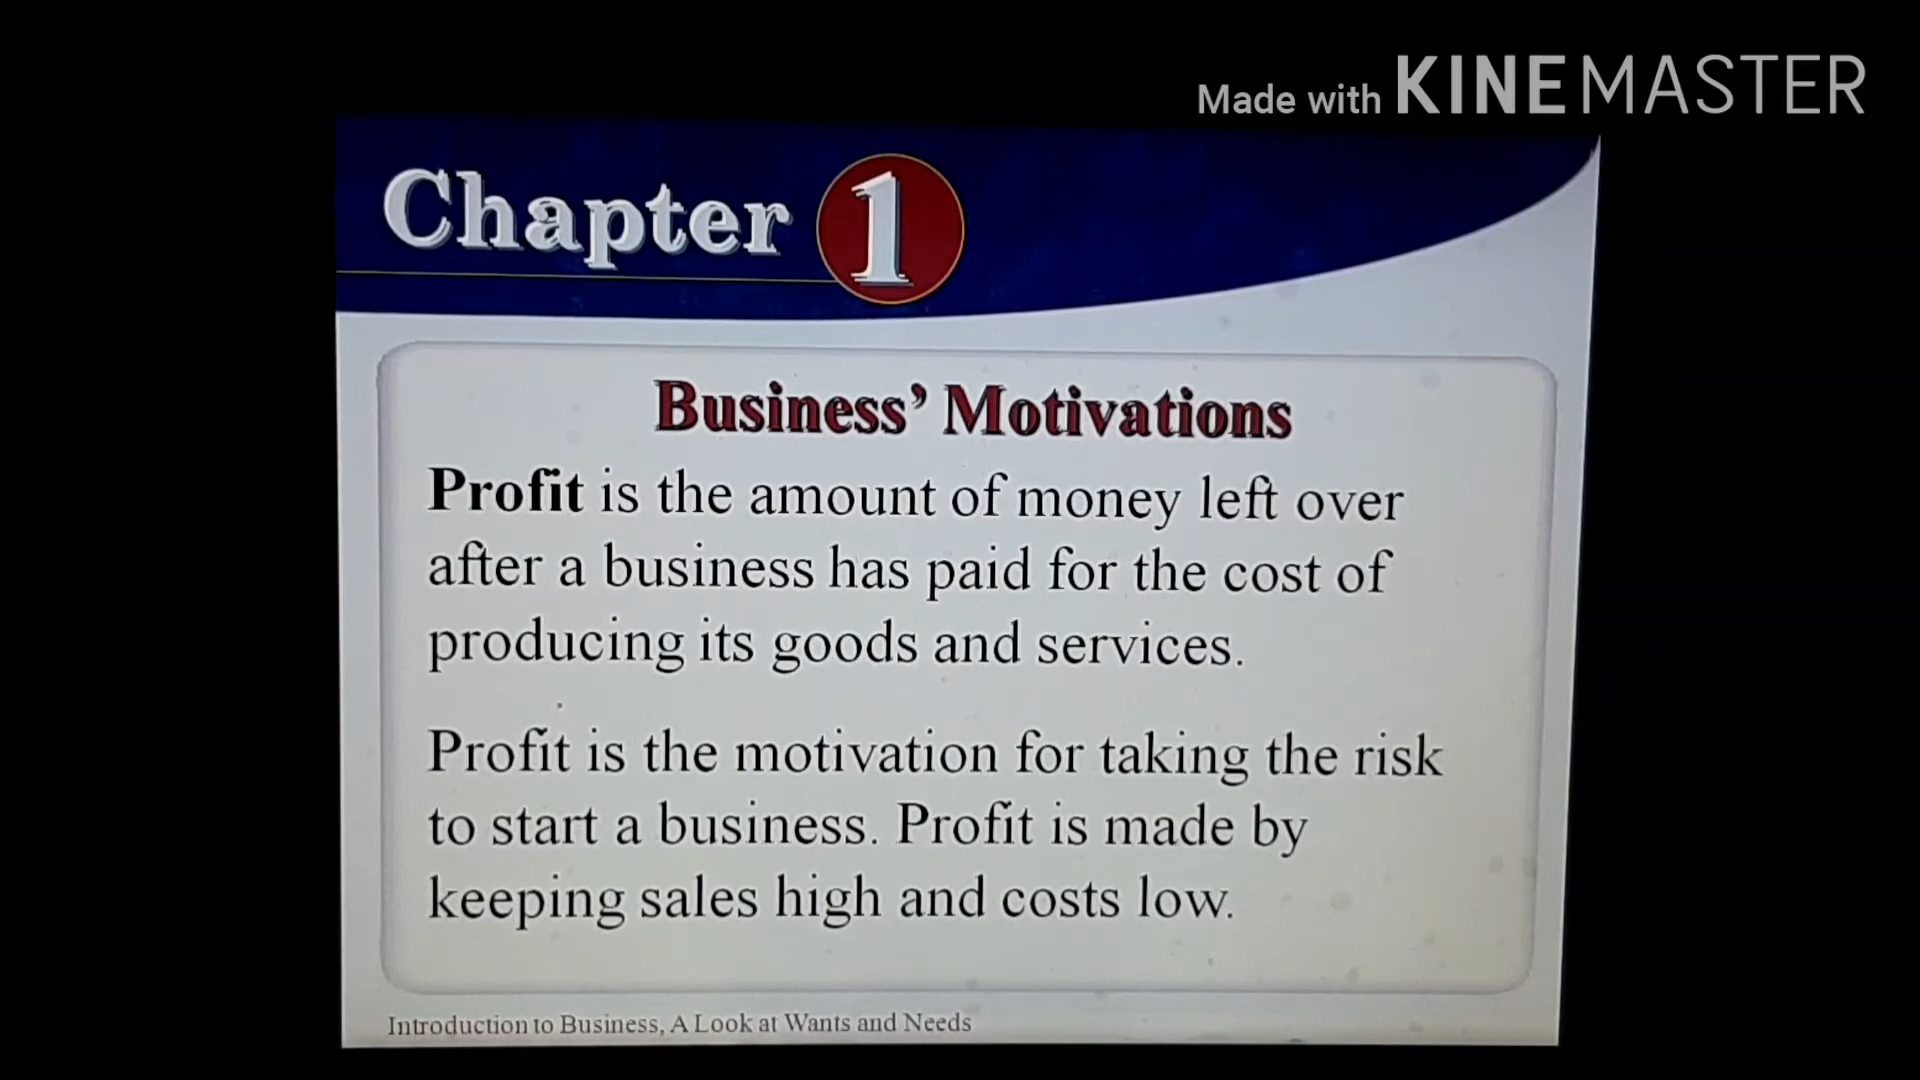 Made with KINEMASTER
Chapter 1
Business’ Motivations
Profit is the amount of money left over
after a business has paid for the cost of
producing its goods and services.
Profit is the motivation for taking the risk
to start a business. Profit is made by
keeping sales high and costs low.
Introduction to Business, A Look at Wants and Needs